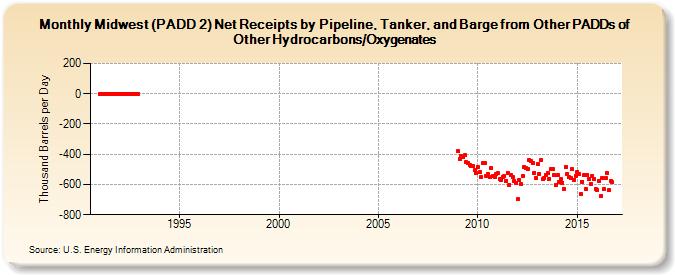 Monthly Midwest (PADD 2) Net Receipts by Pipeline, Tanker, and Barge from Other PADDs of
Other Hydrocarbons/Oxygenates
Thousand Barrels per Day
200
0
-200
-400
-600
-800
1995
2000
2005
2010
2015
Source: U.S. Energy Information Administration